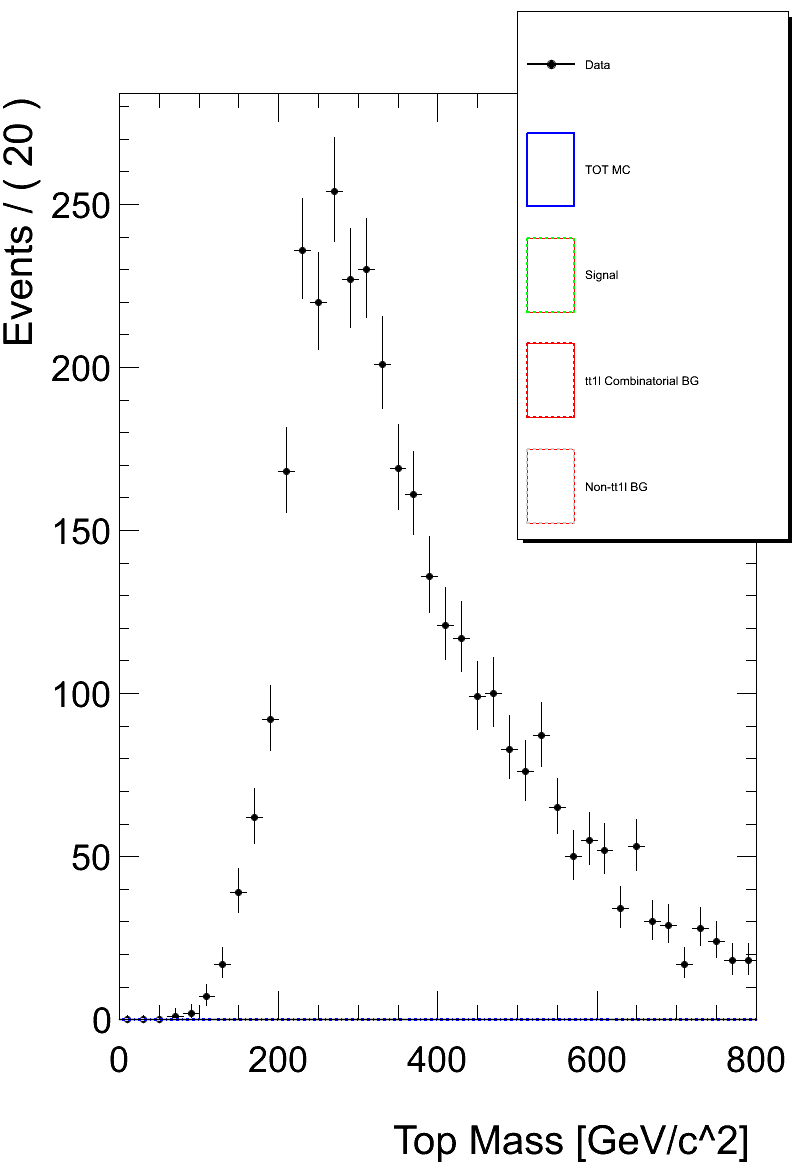 Data
TOT MC
Signal
tt1l Combinatorial BG
Non-tt1l BG
Events / ( 20 )
250
200
150
100
50
0
0 200 400 600 800
Top Mass [GeV/c^2]